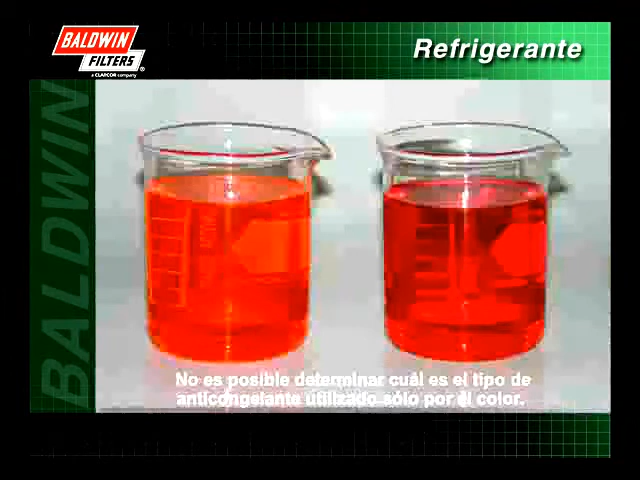 BALDWIN
FILTERS
a CLARCOR company
Refrigerante
BALDWIN
No es posible determinar cuál es el tipo de
anticongelante utilizado sólo por el color.